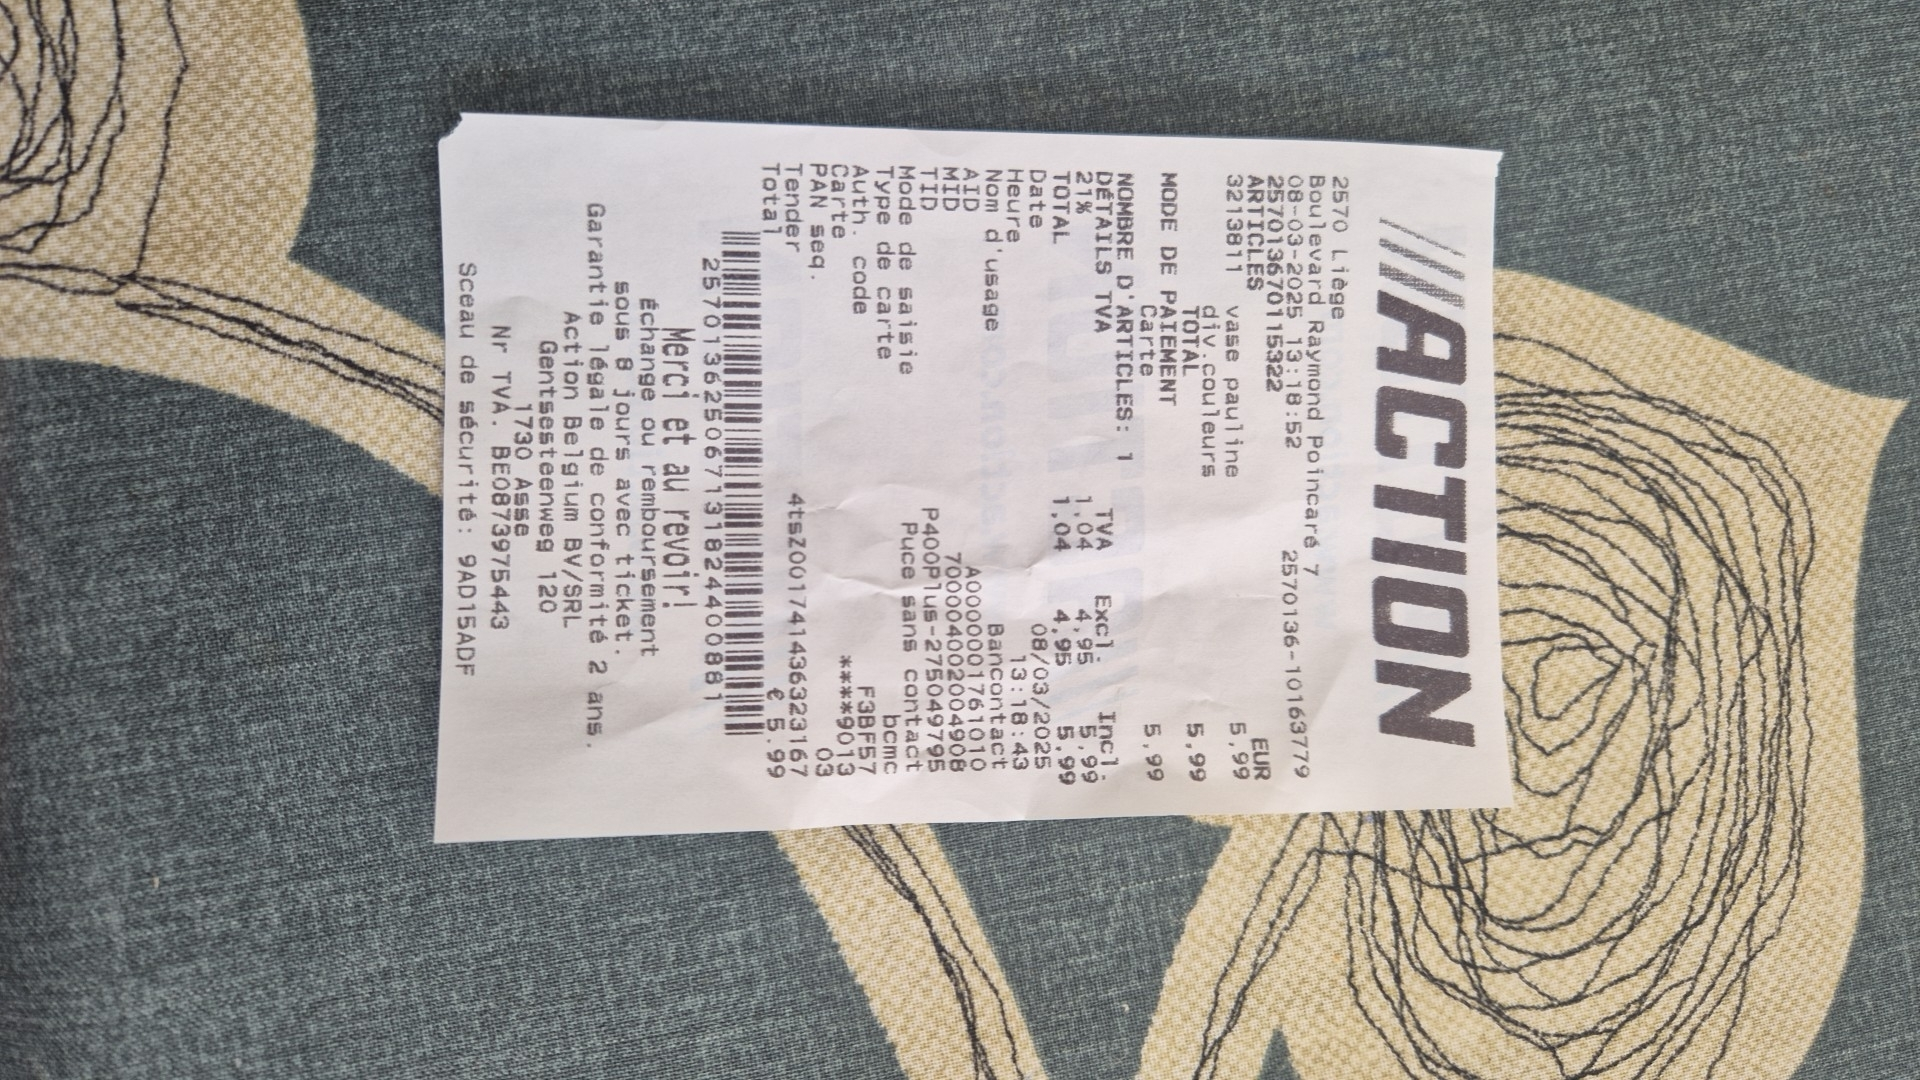 ACTION
2570 Liège
Boulevard Raymond Poincaré 7
08-03-2025 13:18:52 2570136-10163779
2570136701115322
ARTICLES EUR
3213811 vase pauline 5,99
div.couleurs
TOTAL 5,99
MODE DE PAIEMENT
Carte 5,99
NOMBRE D'ARTICLES: 1
DÉTAILS TVA TVA Excl. Incl.
21% 1,04 4,95 5,99
TOTAL 1,04 4,95 5,99
Date 08/03/2025
Heure 13:18:43
Nom d'usage Bancontact
AID A0000001761010
MID 700004002004908
TID P400Plus-275049795
Mode de saisie Puce sans contact
Type de carte bcmc
Auth. code F3BF57
Carte ****9013
PAN seq. 03
Tender 4tsZ001741436323167
Total € 5.99
257013625067131824400881
Merci et au revoir!
Échange ou remboursement
sous 8 jours avec ticket.
Garantie légale de conformité 2 ans.
Action Belgium BV/SRL
Gentsesteenweg 120
1730 Asse
Nr TVA. BE0873975443
Sceau de sécurité: 9AD15ADF